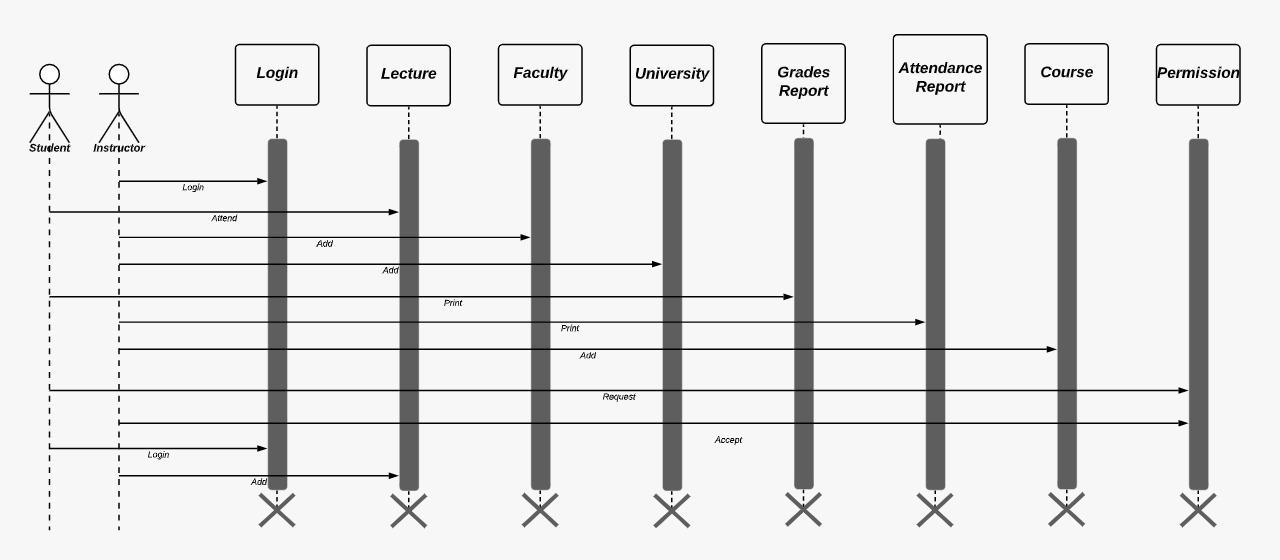 Login
Lecture
Faculty
University
Grades
Report
Attendance
Report
Course
Permission
Student
Instructor
Login
Attend
Add
Add
Print
Print
Add
Request
Accept
Login
Add